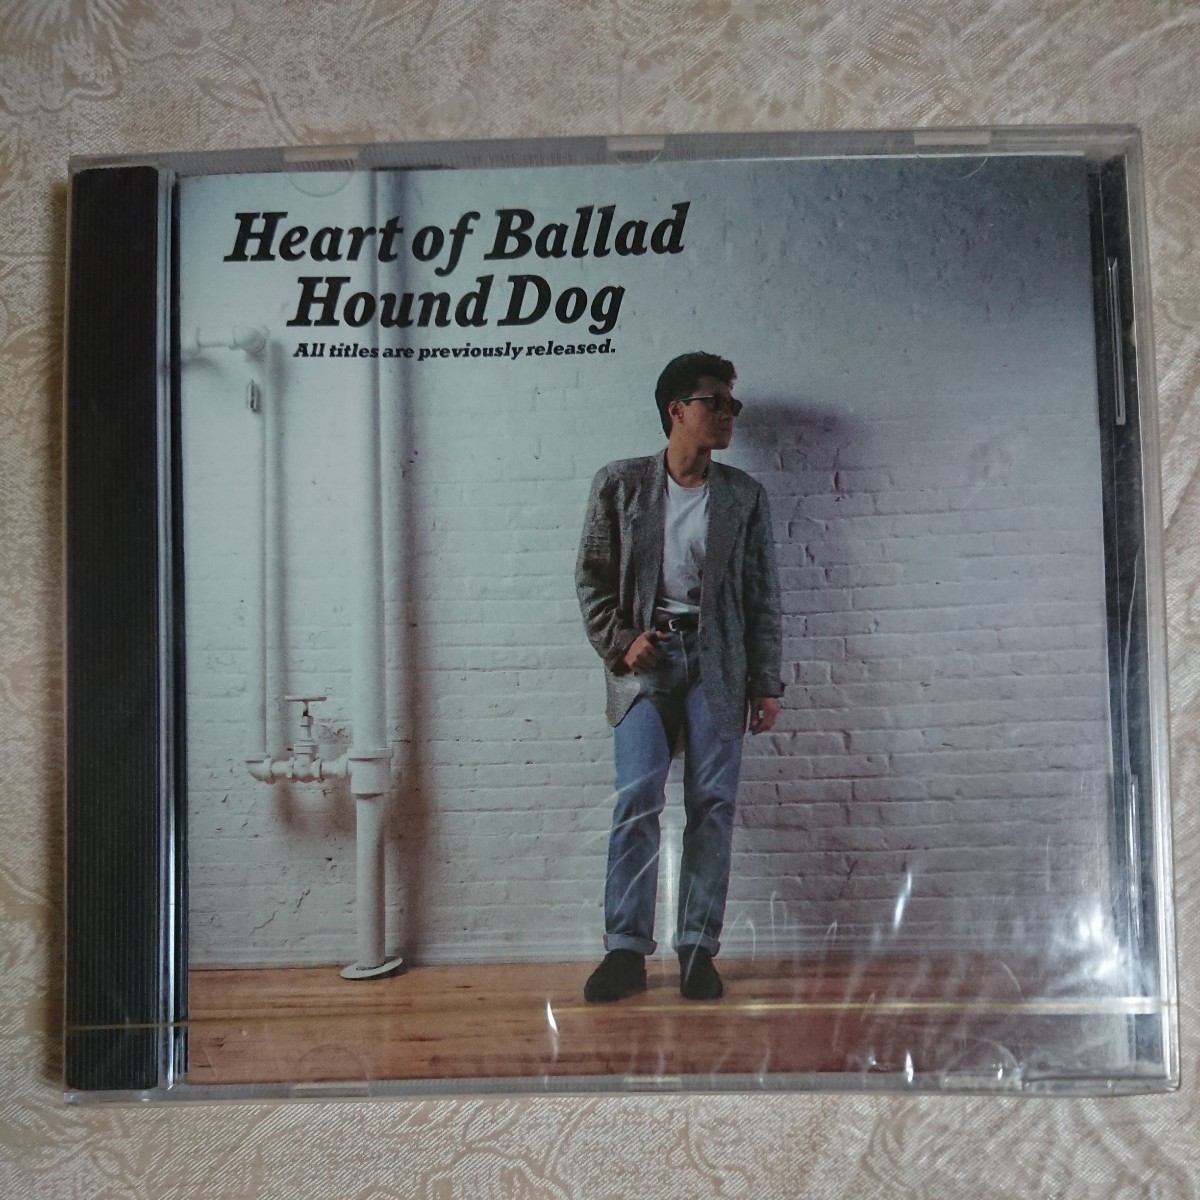 Heart of Ballad
Hound Dog
All titles are previously released.